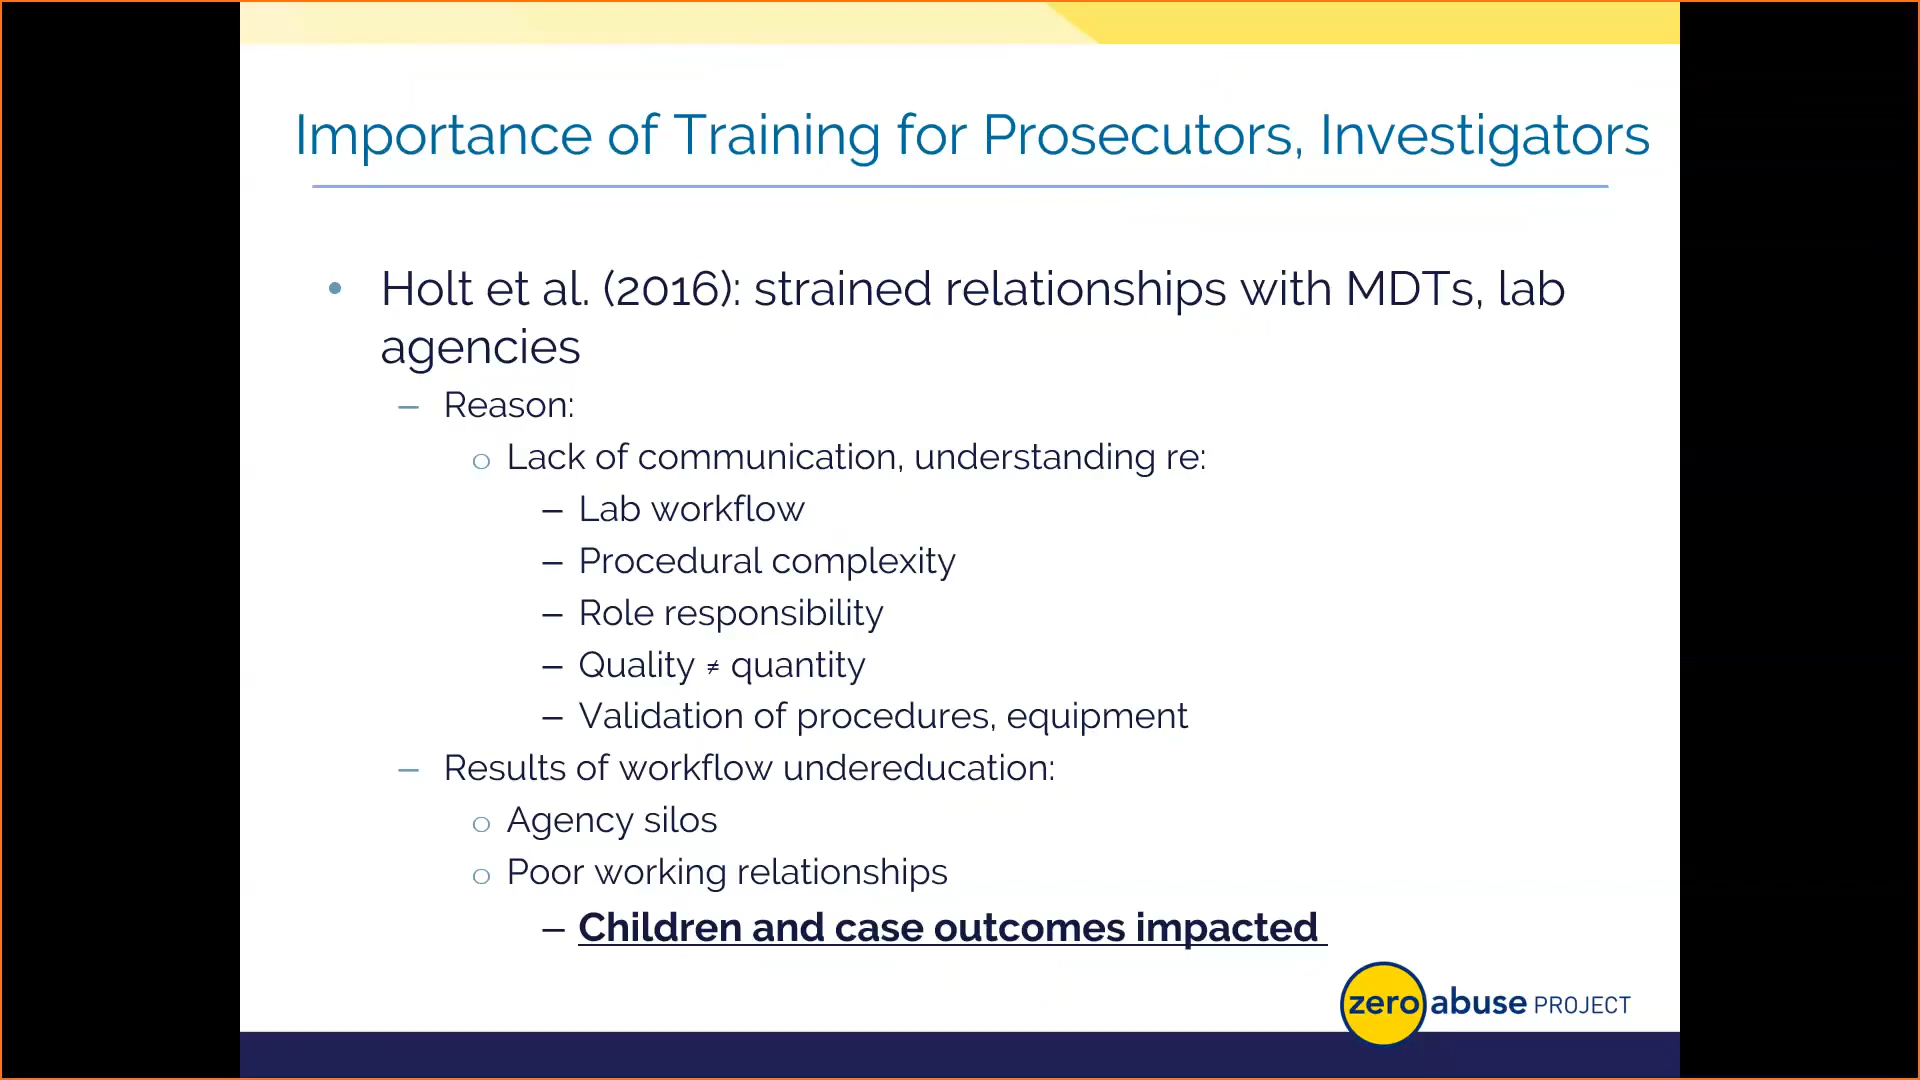 Importance of Training for Prosecutors, Investigators
• Holt et al. (2016): strained relationships with MDTs, lab
agencies
– Reason:
o Lack of communication, understanding re:
– Lab workflow
– Procedural complexity
– Role responsibility
– Quality ≠ quantity
– Validation of procedures, equipment
– Results of workflow undereducation:
o Agency silos
o Poor working relationships
– Children and case outcomes impacted
zero abuse PROJECT